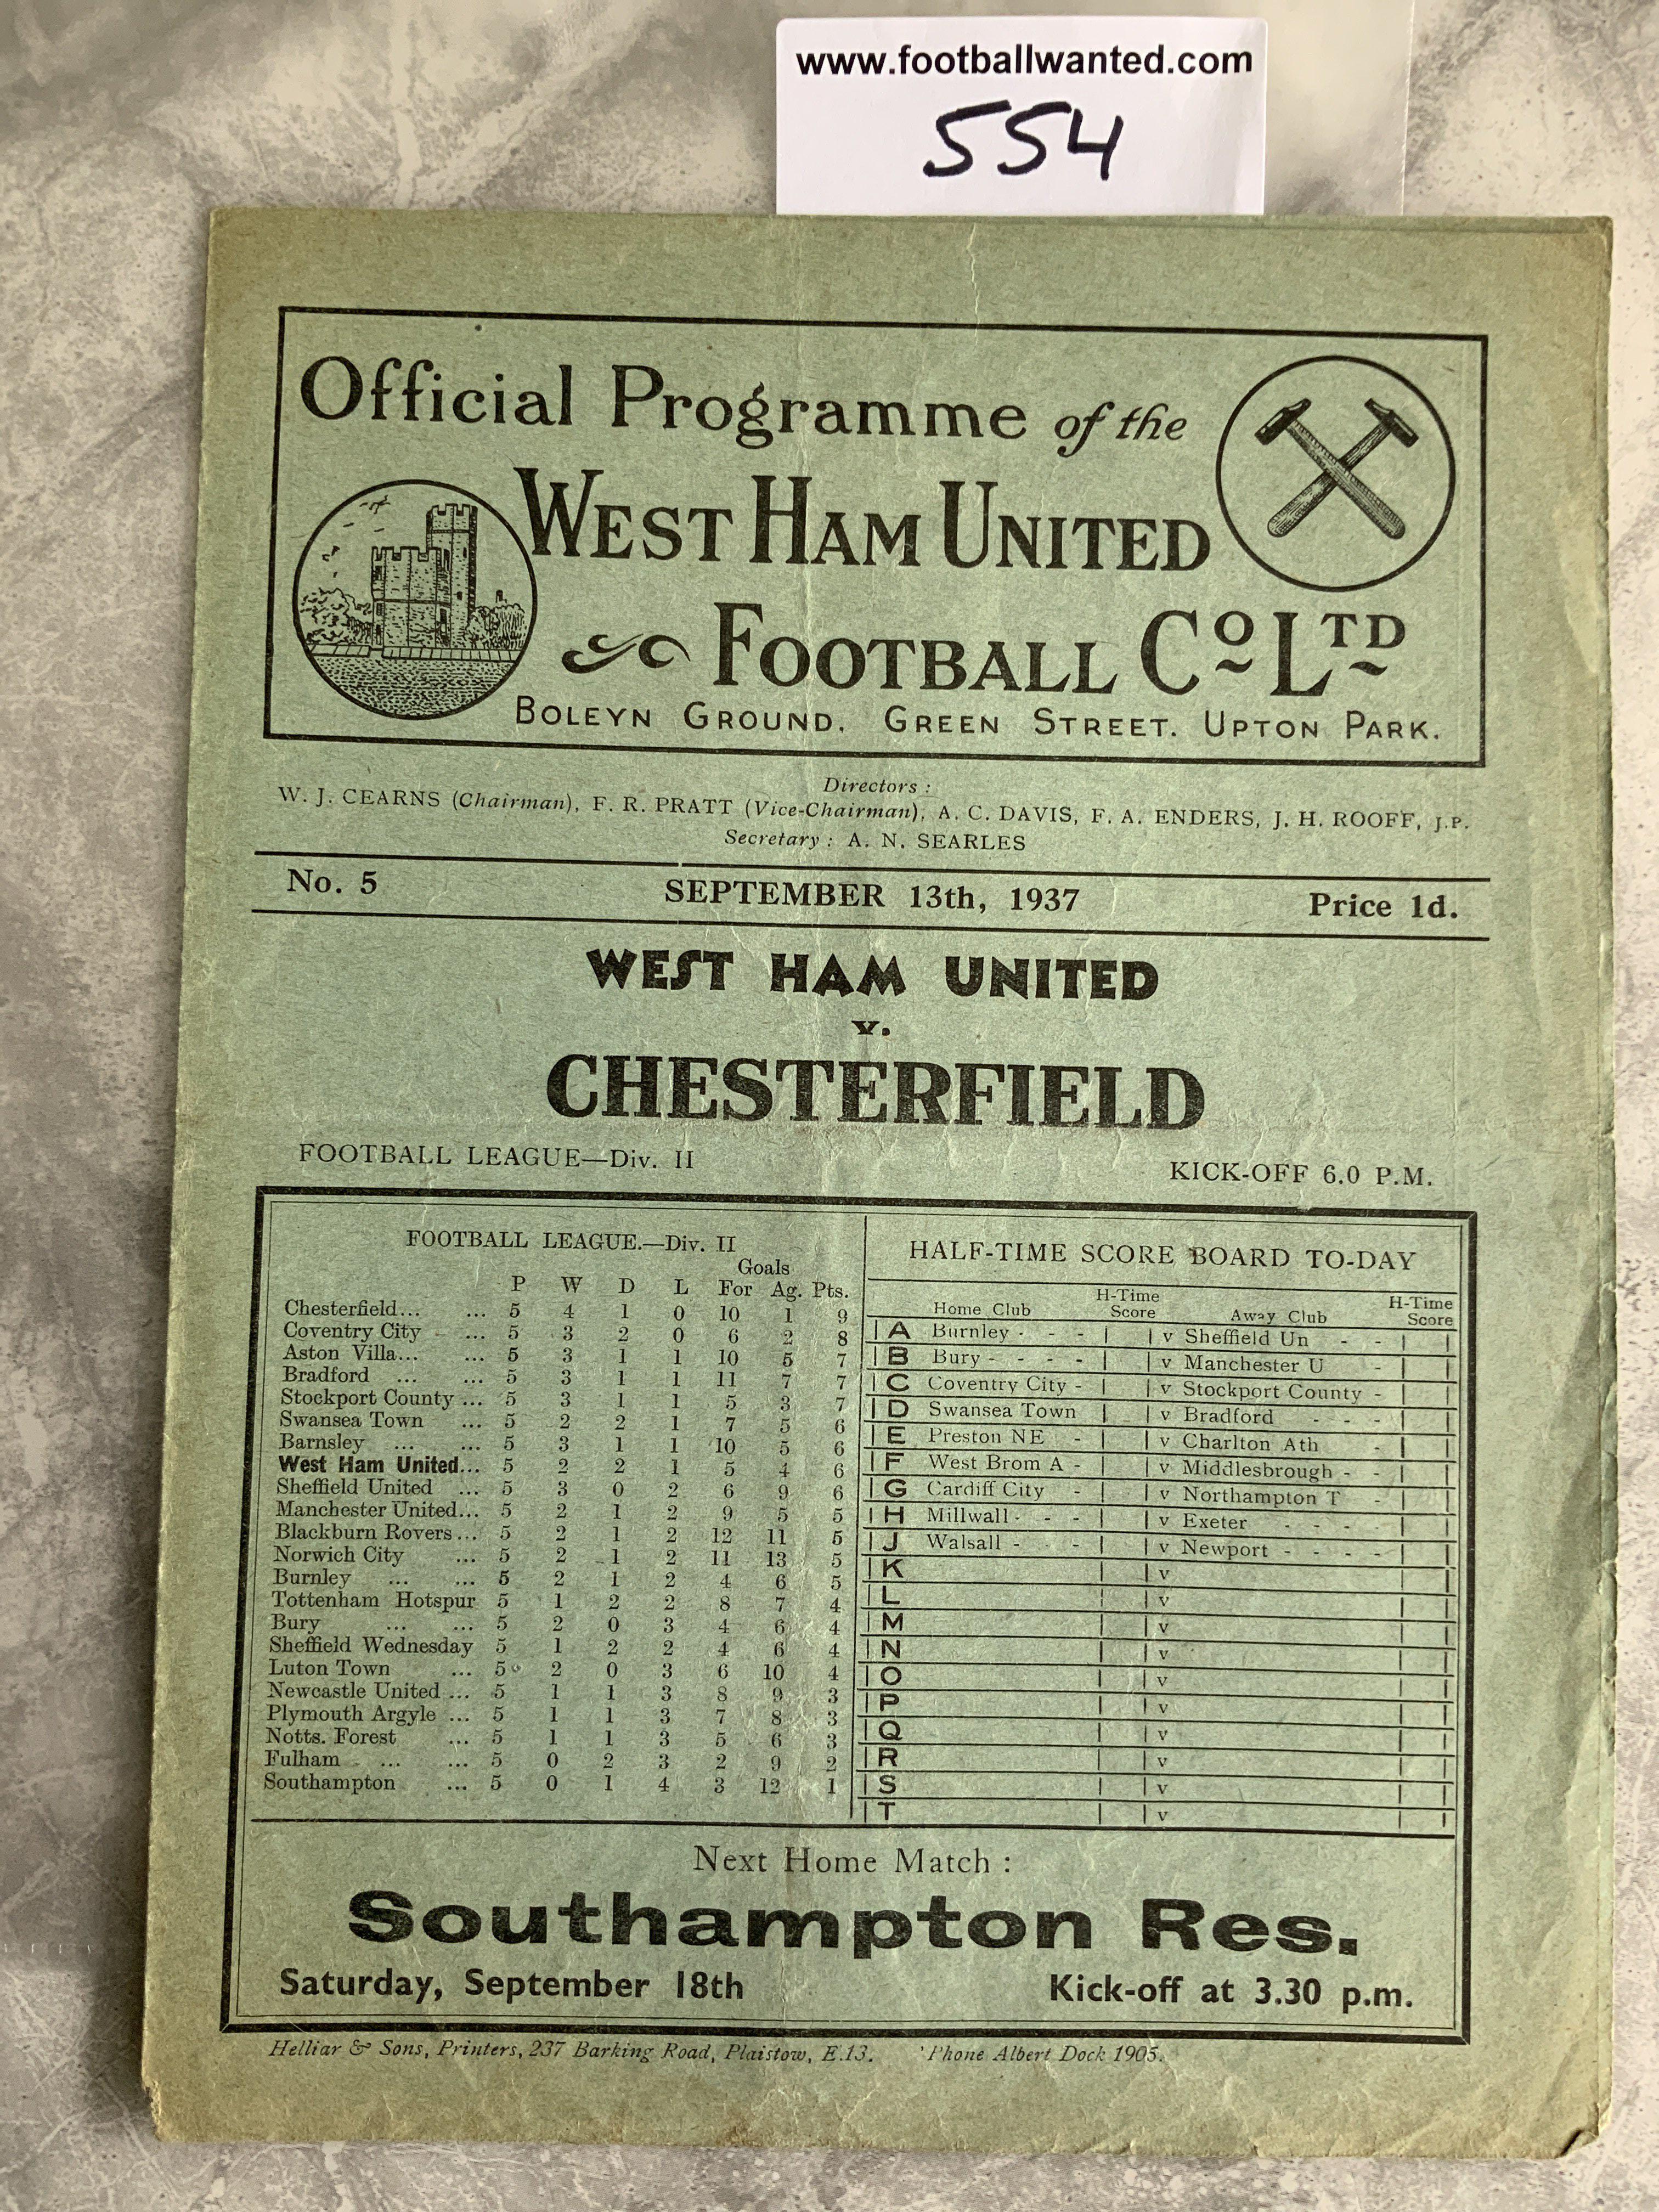 www.footballwanted.com
554
Official Programme of the
WEST HAM UNITED
FOOTBALL Co LTD
BOLEYN GROUND. GREEN STREET. UPTON PARK.
Directors :
W. J. CEARNS (Chairman), F. R. PRATT (Vice-Chairman), A. C. DAVIS, F. A. ENDERS, J. H. ROOFF, J.P.
Secretary : A. N. SEARLES
No. 5 SEPTEMBER 13th, 1937 Price 1d.
WEST HAM UNITED
v.
CHESTERFIELD
FOOTBALL LEAGUE—Div. II KICK-OFF 6.0 P.M.
FOOTBALL LEAGUE.—Div. II
Goals
P W D L For Ag. Pts.
Chesterfield... ... 5 4 1 0 10 1 9
Coventry City ... 5 3 2 0 6 2 8
Aston Villa... ... 5 3 1 1 10 5 7
Bradford ... ... 5 3 1 1 11 7 7
Stockport County ... 5 3 1 1 5 3 7
Swansea Town ... 5 2 2 1 7 5 6
Barnsley ... ... 5 3 1 1 10 5 6
West Ham United... 5 2 2 1 5 4 6
Sheffield United ... 5 3 0 2 6 9 6
Manchester United... 5 2 1 2 9 5 5
Blackburn Rovers... 5 2 1 2 12 11 5
Norwich City ... 5 2 1 2 11 13 5
Burnley ... ... 5 2 1 2 4 6 5
Tottenham Hotspur 5 1 2 2 8 7 4
Bury ... ... 5 2 0 3 4 6 4
Sheffield Wednesday 5 1 2 2 4 6 4
Luton Town ... 5 2 0 3 6 10 4
Newcastle United ... 5 1 1 3 8 9 3
Plymouth Argyle ... 5 1 1 3 7 8 3
Notts. Forest ... 5 1 1 3 5 6 3
Fulham ... ... 5 0 2 3 2 9 2
Southampton ... 5 0 1 4 3 12 1
HALF-TIME SCORE BOARD TO-DAY
Home Club H-Time Score Away Club H-Time Score
A Burnley - - - v Sheffield Un - -
B Bury - - - - v Manchester U -
C Coventry City - v Stockport County -
D Swansea Town v Bradford - - -
E Preston NE - v Charlton Ath -
F West Brom A - v Middlesbrough - -
G Cardiff City - v Northampton T -
H Millwall - - - v Exeter - - - -
J Walsall - - - v Newport - - - -
K v
L v
M v
N v
O v
P v
Q v
R v
S v
T v
Next Home Match :
Southampton Res.
Saturday, September 18th Kick-off at 3.30 p.m.
Helliar & Sons, Printers, 237 Barking Road, Plaistow, E.13. 'Phone Albert Dock 1905.